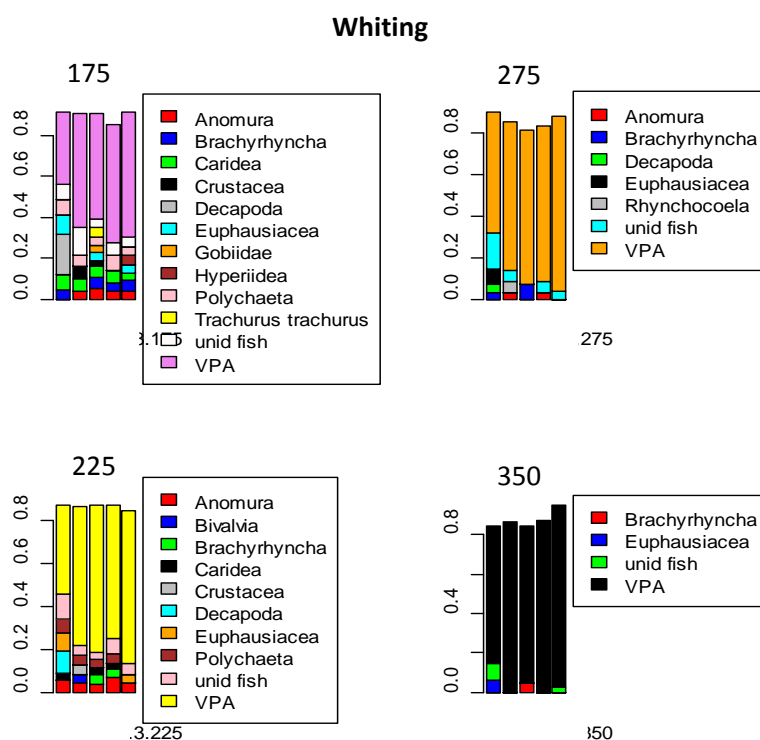 Whiting
175
0.0 0.2 0.4 0.6 0.8
Anomura
Brachyrhyncha
Caridea
Crustacea
Decapoda
Euphausiacea
Gobiidae
Hyperiidea
Polychaeta
Trachurus trachurus
unid fish
VPA
275
0.0 0.2 0.4 0.6 0.8
Anomura
Brachyrhyncha
Decapoda
Euphausiacea
Rhynchocoela
unid fish
VPA
.275
225
0.0 0.2 0.4 0.6 0.8
Anomura
Bivalvia
Brachyrhyncha
Caridea
Crustacea
Decapoda
Euphausiacea
Polychaeta
unid fish
VPA
.3.225
350
0.0 0.4 0.8
Brachyrhyncha
Euphausiacea
unid fish
VPA
350